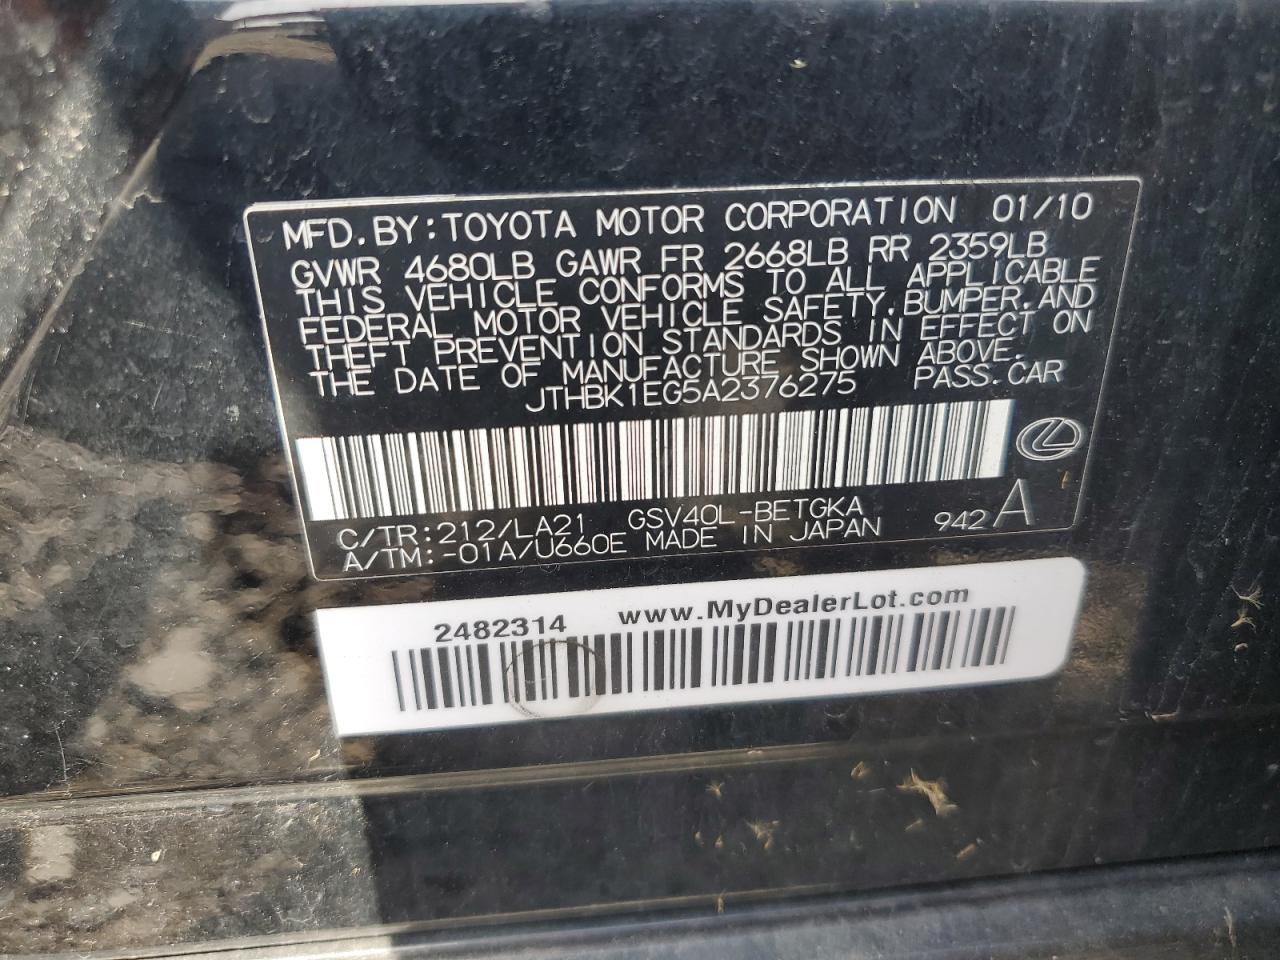 MFD. BY: TOYOTA MOTOR CORPORATION 01/10
GVWR 4680LB GAWR FR 2668LB RR 2359LB
THIS VEHICLE CONFORMS TO ALL APPLICABLE
FEDERAL MOTOR VEHICLE SAFETY, BUMPER, AND
THEFT PREVENTION STANDARDS IN EFFECT ON
THE DATE OF MANUFACTURE SHOWN ABOVE.
JTHBK1EG5A2376275 PASS. CAR
C/TR: 212/LA21 GSV40L-BETGKA
A/TM: -01A/U660E MADE IN JAPAN 942 A
2482314 www.MyDealerLot.com